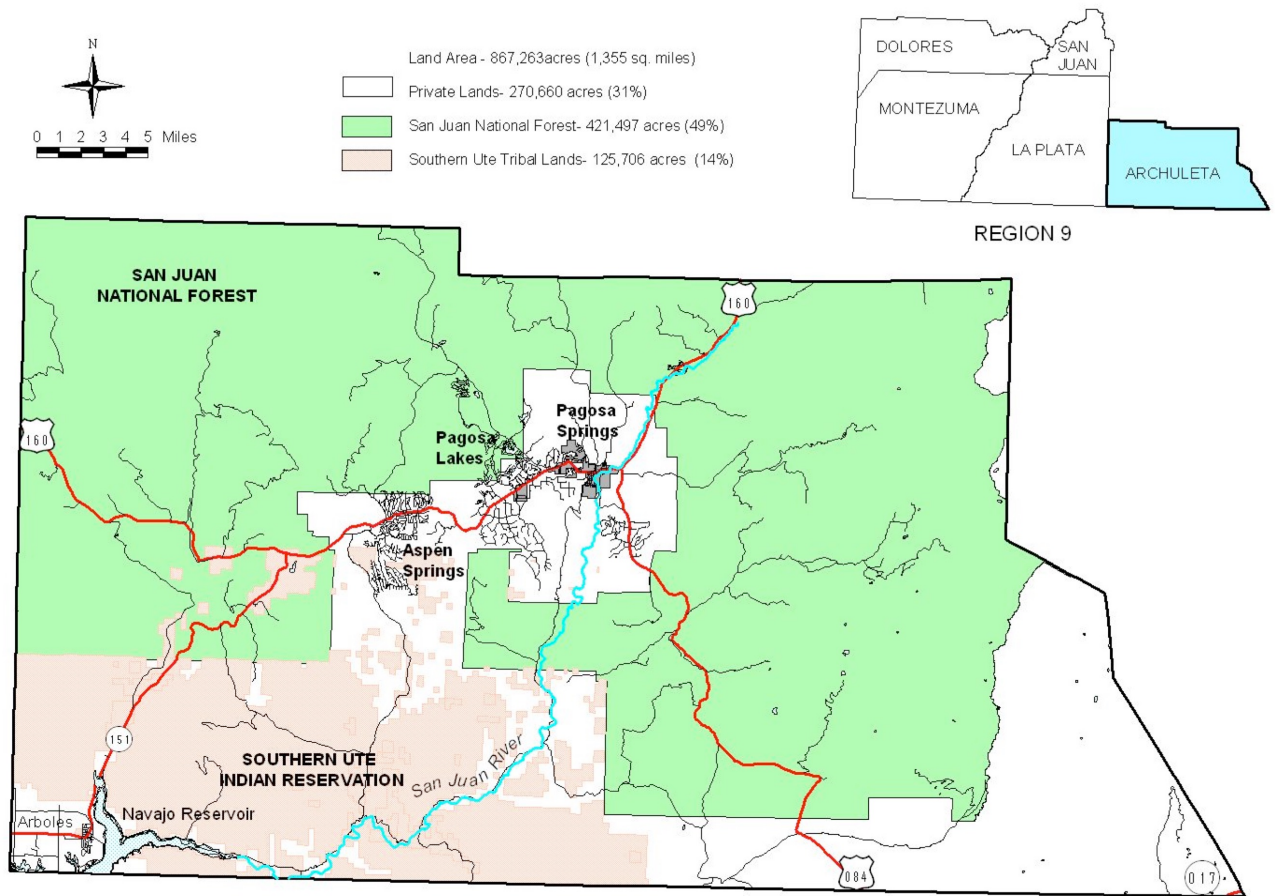 N
0 1 2 3 4 5 Miles
Land Area - 867,263acres (1,355 sq. miles)
Private Lands- 270,660 acres (31%)
San Juan National Forest- 421,497 acres (49%)
Southern Ute Tribal Lands- 125,706 acres (14%)
DOLORES
SAN
JUAN
MONTEZUMA
LA PLATA
ARCHULETA
REGION 9
SAN JUAN
NATIONAL FOREST
160
160
Pagosa
Springs
Pagosa
Lakes
Aspen
Springs
151
SOUTHERN UTE
INDIAN RESERVATION
San Juan River
Navajo Reservoir
Arboles
084
017